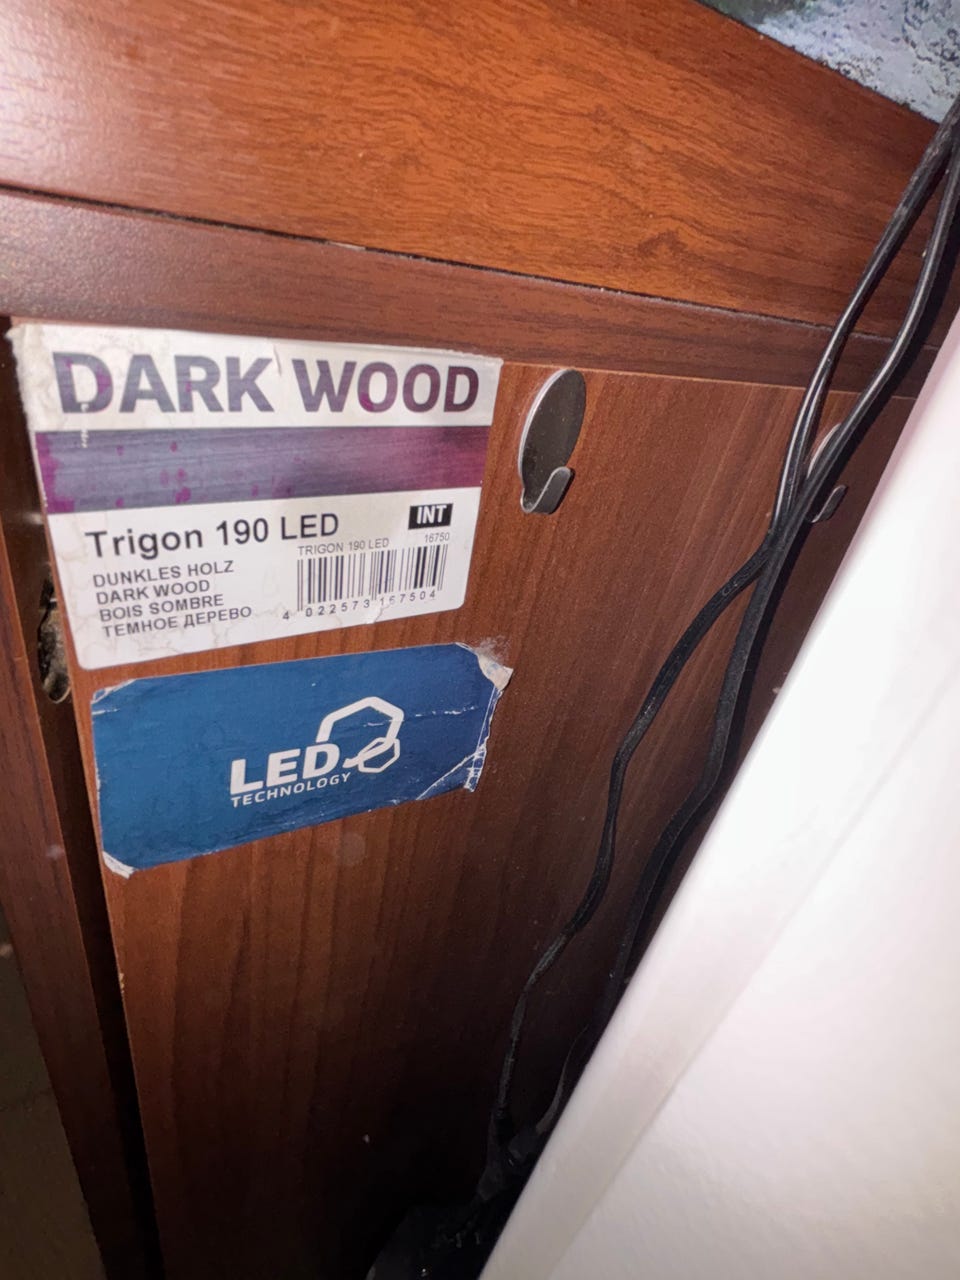 DARK WOOD
Trigon 190 LED
INT
TRIGON 190 LED 16750
DUNKLES HOLZ
DARK WOOD
BOIS SOMBRE
ТЕМНОЕ ДЕРЕВО
4 022573 167504
LED
TECHNOLOGY